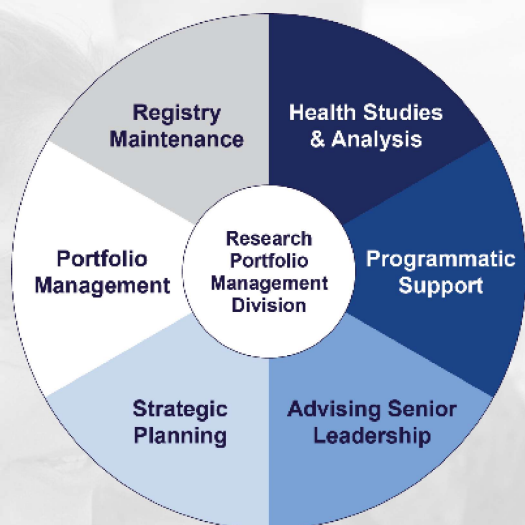 Registry
Maintenance
Health Studies
& Analysis
Portfolio
Management
Research
Portfolio
Management
Division
Programmatic
Support
Strategic
Planning
Advising Senior
Leadership